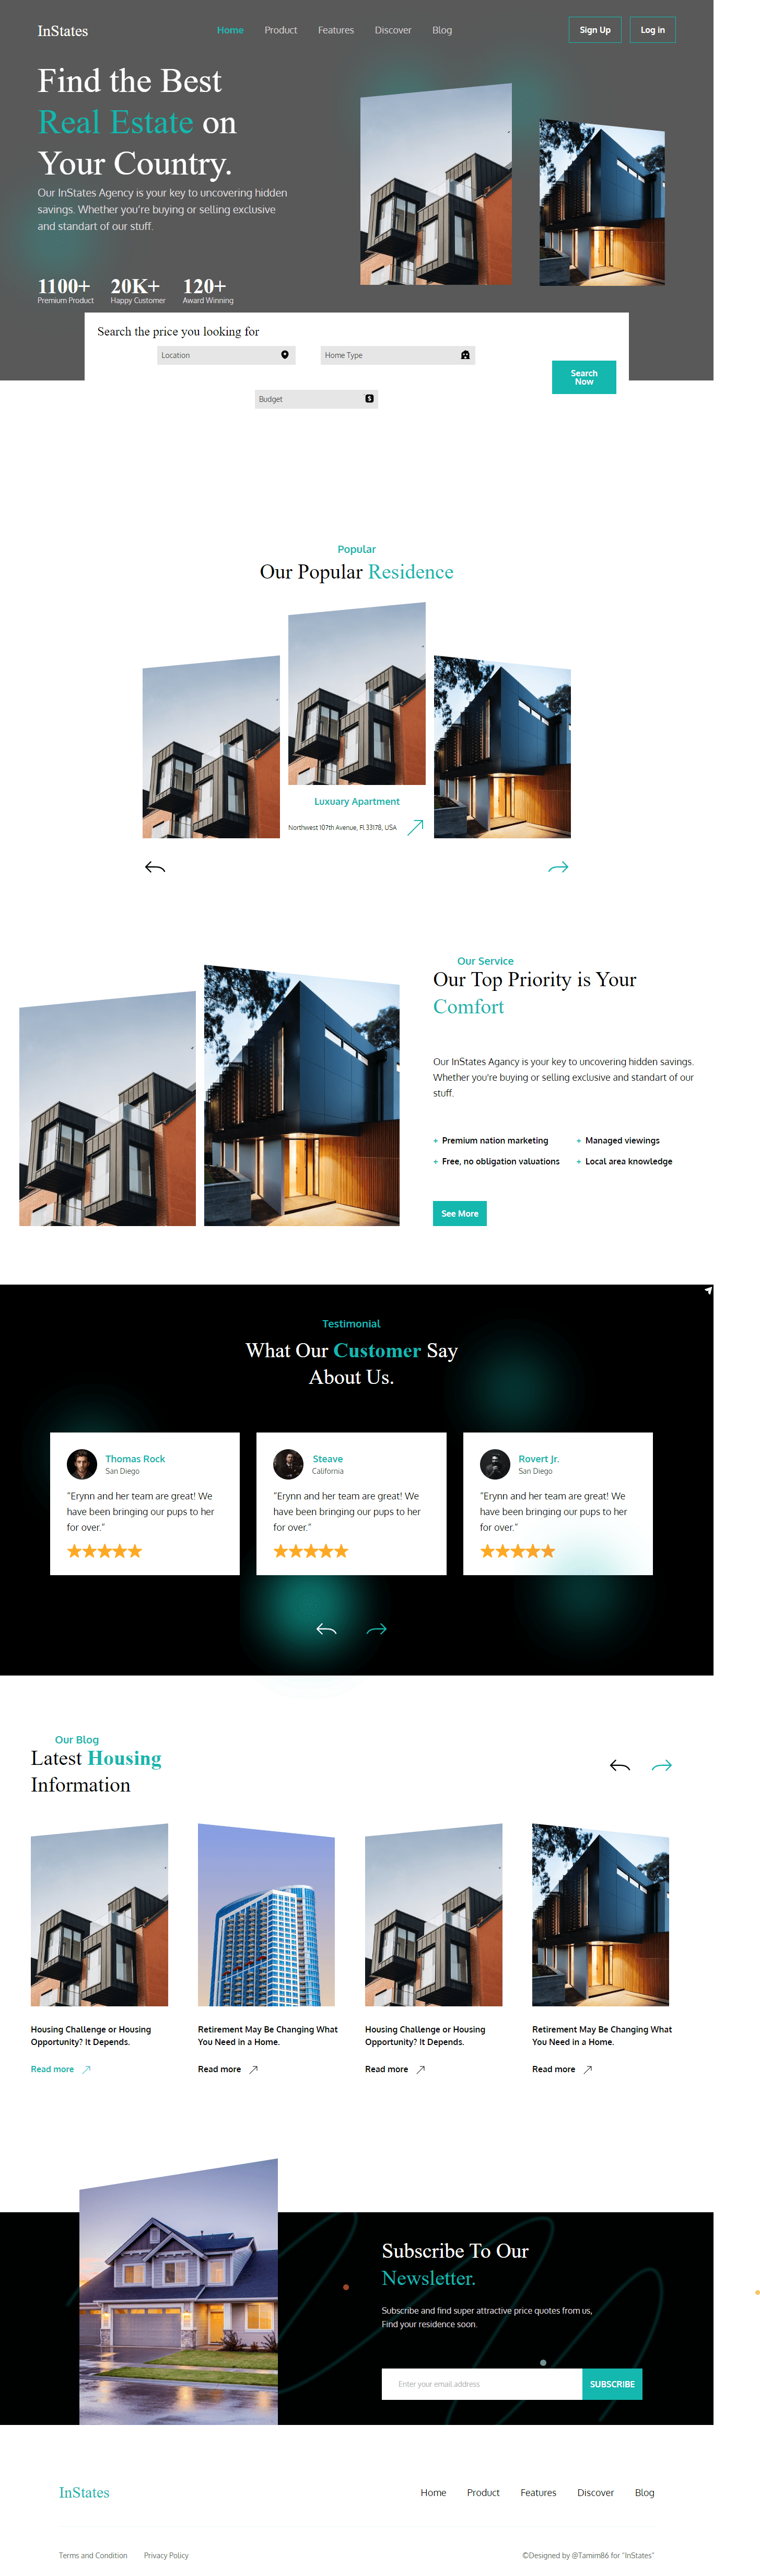 InStates
Home Product Features Discover Blog
Sign Up Log in
Find the Best
Real Estate on
Your Country.
Our InStates Agency is your key to uncovering hidden
savings. Whether you're buying or selling exclusive
and standart of our stuff.
1100+ 20K+ 120+
Premium Product Happy Customer Award Winning
Search the price you looking for
Location Home Type
Search
Now
Budget
Popular
Our Popular Residence
Luxuary Apartment
Northwest 107th Avenue, Fl 33178, USA
Our Service
Our Top Priority is Your
Comfort
Our InStates Agancy is your key to uncovering hidden savings.
Whether you're buying or selling exclusive and standart of our
stuff.
+ Premium nation marketing + Managed viewings
+ Free, no obligation valuations + Local area knowledge
See More
Testimonial
What Our Customer Say
About Us.
Thomas Rock
San Diego
"Erynn and her team are great! We
have been bringing our pups to her
for over."
Steave
California
"Erynn and her team are great! We
have been bringing our pups to her
for over."
Rovert Jr.
San Diego
"Erynn and her team are great! We
have been bringing our pups to her
for over."
Our Blog
Latest Housing
Information
Housing Challenge or Housing
Opportunity? It Depends.
Read more
Retirement May Be Changing What
You Need in a Home.
Read more
Housing Challenge or Housing
Opportunity? It Depends.
Read more
Retirement May Be Changing What
You Need in a Home.
Read more
Subscribe To Our
Newsletter.
Subscribe and find super attractive price quotes from us,
Find your residence soon.
Enter your email address SUBSCRIBE
InStates
Home Product Features Discover Blog
Terms and Condition Privacy Policy
©Designed by @Tamim86 for "InStates"